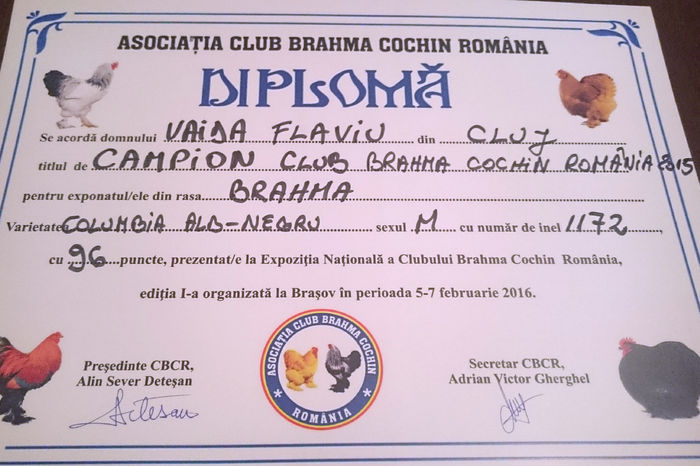 ASOCIAȚIA CLUB BRAHMA COCHIN ROMÂNIA
DIPLOMĂ
Se acordă domnului VAIDA FLAVIU din CLUJ
titlul de CAMPION CLUB BRAHMA COCHIN ROMÂNIA 2015
pentru exponatul/ele din rasa BRAHMA
Varietatea COLUMBIA ALB-NEGRU sexul M cu număr de inel 1172,
cu 96 puncte, prezentat/e la Expoziția Națională a Clubului Brahma Cochin România,
ediția I-a organizată la Brașov în perioada 5-7 februarie 2016.
Președinte CBCR,
Alin Sever Deteșan
ASOCIAȚIA CLUB BRAHMA COCHIN
ROMÂNIA
Secretar CBCR,
Adrian Victor Gherghel